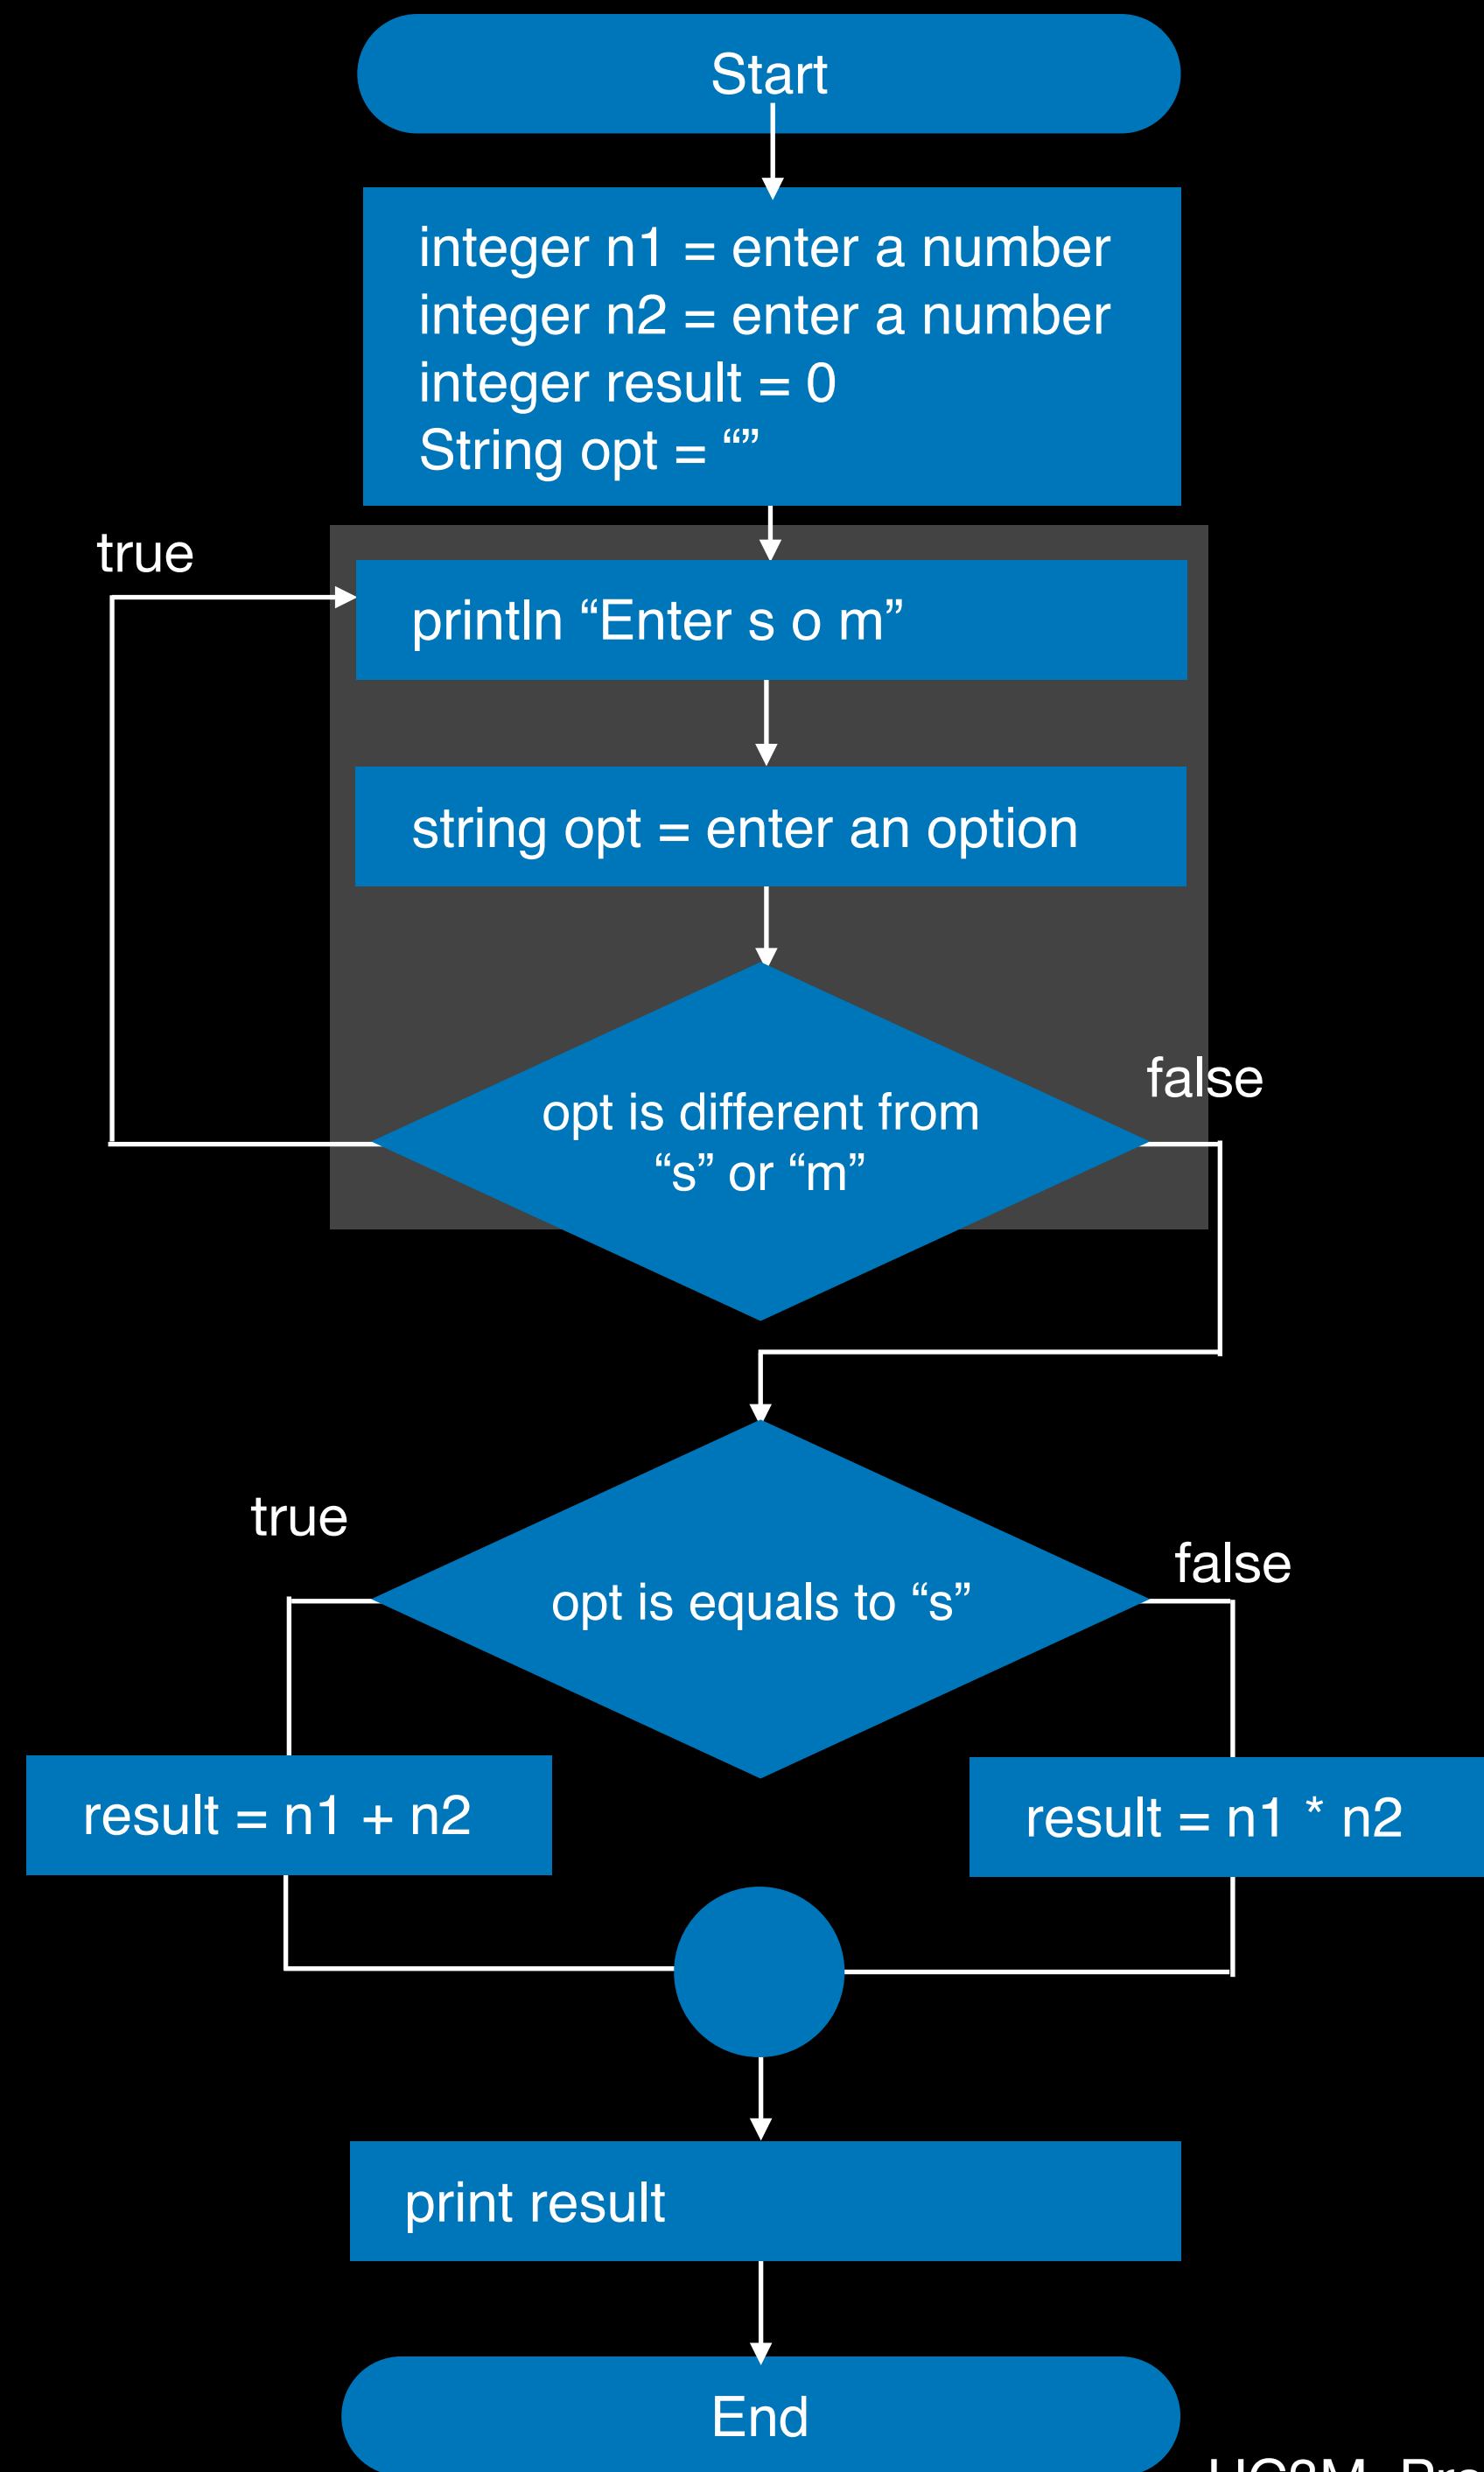 Start
integer n1 = enter a number
integer n2 = enter a number
integer result = 0
String opt = “”
true
println “Enter s o m”
string opt = enter an option
false
opt is different from
“s” or “m”
true
false
opt is equals to “s”
result = n1 + n2
result = n1 * n2
print result
End